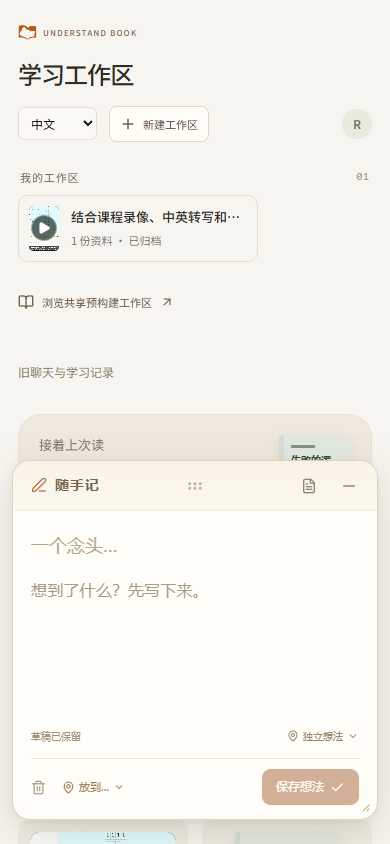 UNDERSTAND BOOK
学习工作区
中文
新建工作区
R
我的工作区
01
结合课程录像、中英转写和…
1 份资料 • 已归档
浏览共享预构建工作区
旧聊天与学习记录
接着上次读
随手记
一个念头…
想到了什么？先写下来。
草稿已保留
独立想法
放到…
保存想法